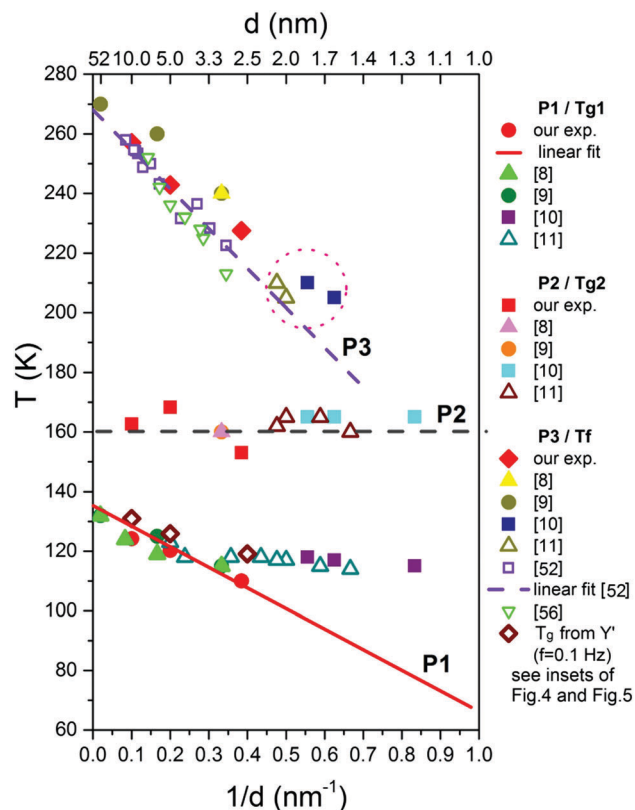 d (nm)
52 10.0 5.0 3.3 2.5 2.0 1.7 1.4 1.3 1.1 1.0
280
260
240
220
200
180
160
140
120
100
80
60
T (K)
P3
P2
P1
0.0 0.1 0.2 0.3 0.4 0.5 0.6 0.7 0.8 0.9 1.0
1/d (nm⁻¹)
P1 / Tg1
our exp.
linear fit
[8]
[9]
[10]
[11]
P2 / Tg2
our exp.
[8]
[9]
[10]
[11]
P3 / Tf
our exp.
[8]
[9]
[10]
[11]
[52]
linear fit [52]
[56]
Tg from Y'
(f=0.1 Hz)
see insets of
Fig.4 and Fig.5